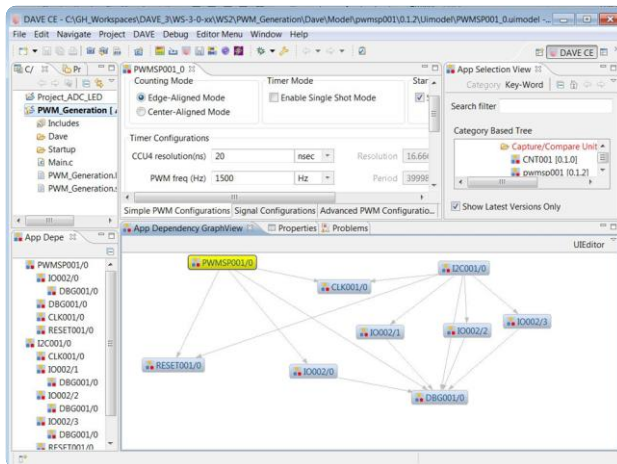 DAVE CE - C:\GH_Workspaces\DAVE_3\WS-3-0-xx\WS2\PWM_Generation\Dave\Model\pwmsp001\0.1.2\Uimodel\PWMSP001_0.uimodel -...
File Edit Navigate Project DAVE Debug Editor Menu Window Help
DAVE CE
C/
Pr
Project_ADC_LED
PWM_Generation [
Includes
Dave
Startup
Main.c
PWM_Generation.l
PWM_Generation.s
PWMSP001_0
Counting Mode
Edge-Aligned Mode
Center-Aligned Mode
Timer Mode
Enable Single Shot Mode
Star
Timer Configurations
CCU4 resolution(ns) 20 nsec Resolution 16.666
PWM freq (Hz) 1500 Hz Period 39998
Simple PWM Configurations Signal Configurations Advanced PWM Configuratio...
App Selection View
Category Key-Word
Search filter
Category Based Tree
Capture/Compare Unit
CNT001 [0.1.0]
pwmsp001 [0.1.2]
Show Latest Versions Only
App Depe
PWMSP001/0
IO002/0
DBG001/0
DBG001/0
CLK001/0
RESET001/0
I2C001/0
CLK001/0
IO002/1
DBG001/0
IO002/2
DBG001/0
IO002/3
DBG001/0
RESET001/0
App Dependency GraphView Properties Problems
UIEditor
PWMSP001/0
I2C001/0
CLK001/0
IO002/3
IO002/1
IO002/2
RESET001/0
IO002/0
DBG001/0